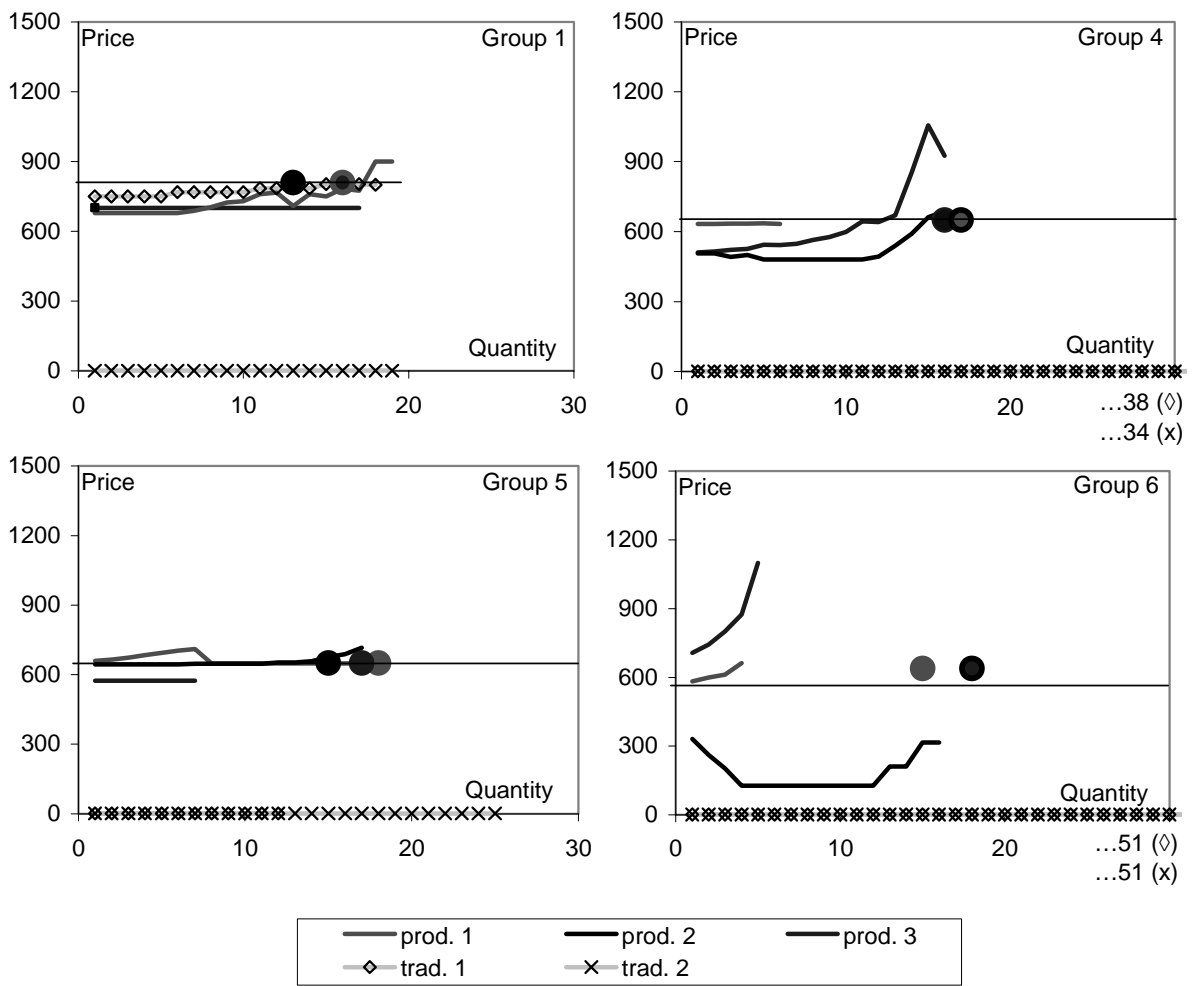 1500
Price
Group 1
1200
900
600
300
Quantity
0
0
10
20
30
1500
Price
Group 4
1200
900
600
300
Quantity
0
0
10
20
…38 (◊)
…34 (x)
1500
Price
Group 5
1200
900
600
300
Quantity
0
0
10
20
30
1500
Price
Group 6
1200
900
600
300
Quantity
0
0
10
20
…51 (◊)
…51 (x)
prod. 1
prod. 2
prod. 3
trad. 1
trad. 2